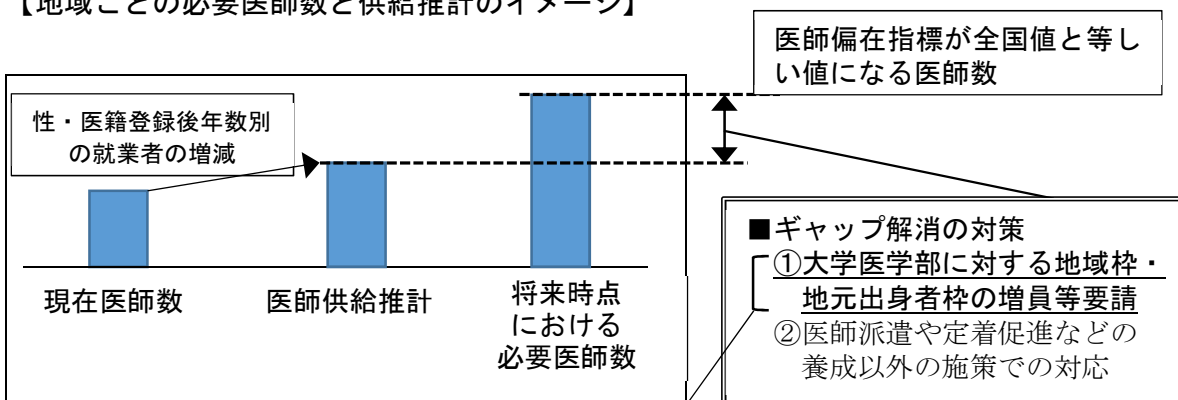 【地域ごとの必要医師数と供給推計のイメージ】
医師偏在指標が全国値と等し
い値になる医師数
性・医籍登録後年数別
の就業者の増減
現在医師数
医師供給推計
将来時点
における
必要医師数
■ギャップ解消の対策
①大学医学部に対する地域枠・
地元出身者枠の増員等要請
②医師派遣や定着促進などの
養成以外の施策での対応